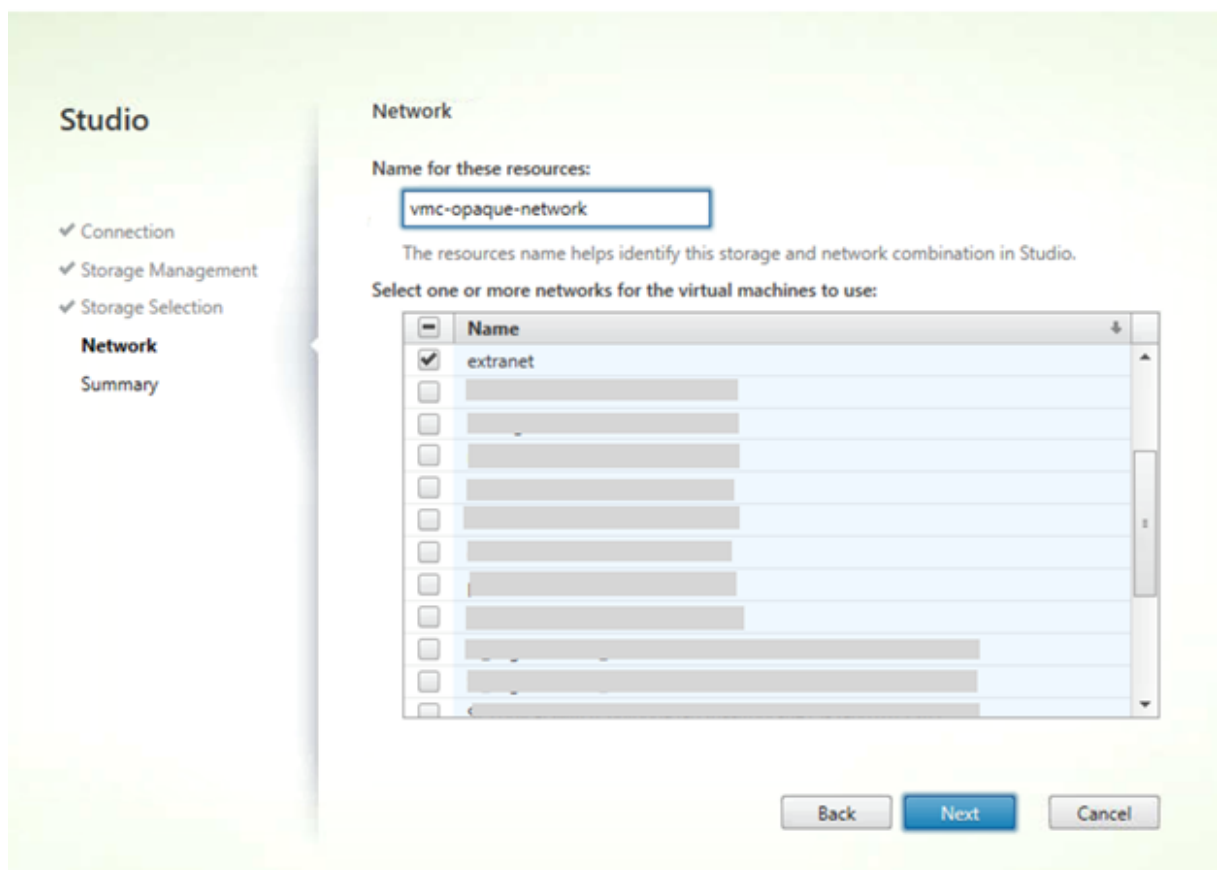 Studio
Connection
Storage Management
Storage Selection
Network
Summary
Network
Name for these resources:
vmc-opaque-network
The resources name helps identify this storage and network combination in Studio.
Select one or more networks for the virtual machines to use:
Name
extranet
Back Next Cancel